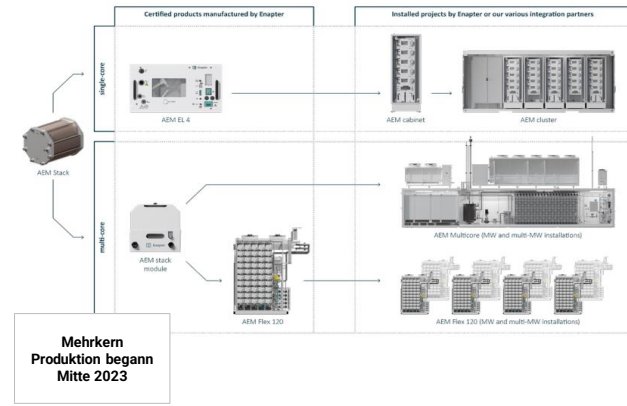 Certified products manufactured by Enapter
Installed projects by Enapter or our various integration partners
single-core
AEM EL 4
AEM cabinet
AEM cluster
AEM Stack
multi-core
AEM stack
module
AEM Flex 120
AEM Multicore (MW and multi-MW installations)
AEM Flex 120 (MW and multi-MW installations)
Mehrkern
Produktion begann
Mitte 2023